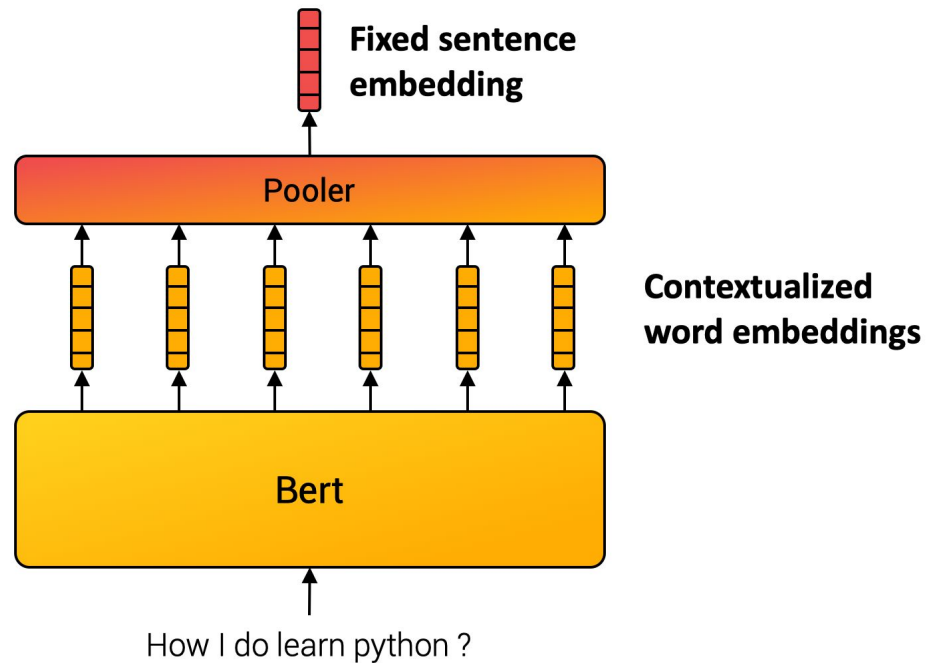 Fixed sentence
embedding
Pooler
Contextualized
word embeddings
Bert
How I do learn python ?